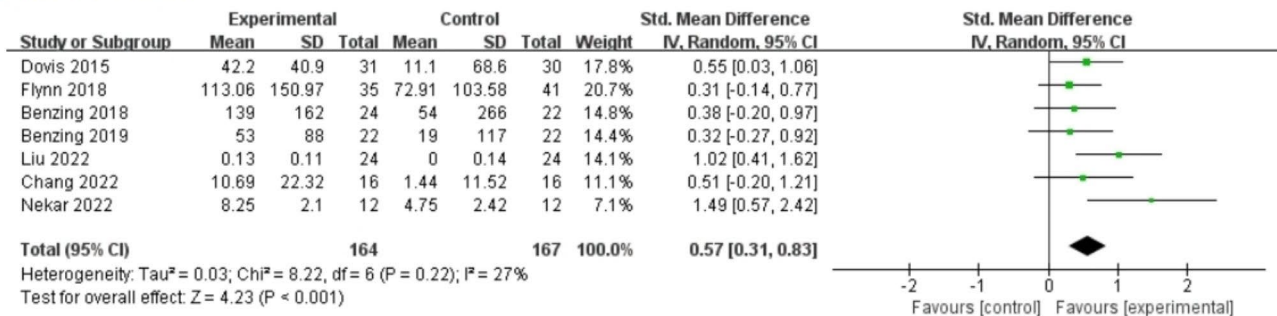 Experimental Control Std. Mean Difference Std. Mean Difference
Study or Subgroup Mean SD Total Mean SD Total Weight IV, Random, 95% CI IV, Random, 95% CI
Dovis 2015 42.2 40.9 31 11.1 68.6 30 17.8% 0.55 [0.03, 1.06]
Flynn 2018 113.06 150.97 35 72.91 103.58 41 20.7% 0.31 [-0.14, 0.77]
Benzing 2018 139 162 24 54 266 22 14.8% 0.38 [-0.20, 0.97]
Benzing 2019 53 88 22 19 117 22 14.4% 0.32 [-0.27, 0.92]
Liu 2022 0.13 0.11 24 0 0.14 24 14.1% 1.02 [0.41, 1.62]
Chang 2022 10.69 22.32 16 1.44 11.52 16 11.1% 0.51 [-0.20, 1.21]
Nekar 2022 8.25 2.1 12 4.75 2.42 12 7.1% 1.49 [0.57, 2.42]
Total (95% CI) 164 167 100.0% 0.57 [0.31, 0.83]
Heterogeneity: Tau² = 0.03; Chi² = 8.22, df = 6 (P = 0.22); I² = 27%
Test for overall effect: Z = 4.23 (P < 0.001)
-2 -1 0 1 2
Favours [control] Favours [experimental]